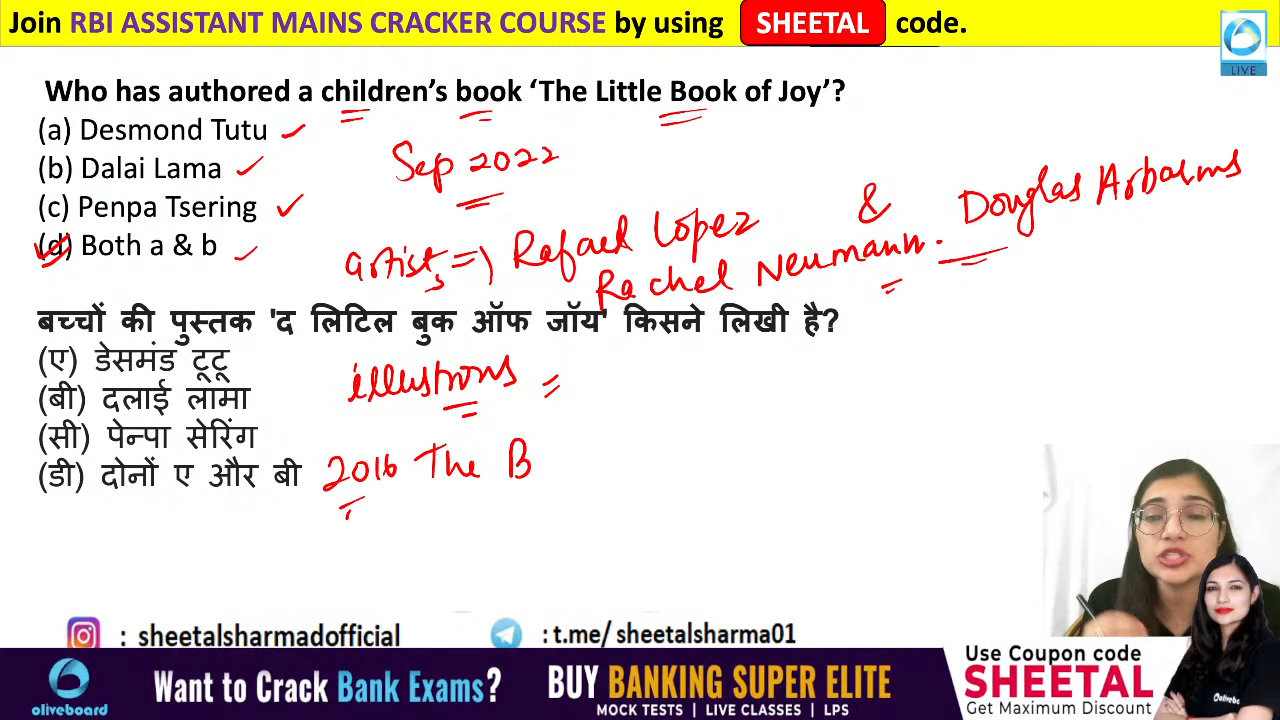 Join RBI ASSISTANT MAINS CRACKER COURSE by using SHEETAL code.
LIVE
Who has authored a children's book 'The Little Book of Joy'?
(a) Desmond Tutu
(b) Dalai Lama
(c) Penpa Tsering
(d) Both a & b
Sep 2022
artists => Rafael Lopez & Douglas Arbarms
Rachel Neumann.
बच्चों की पुस्तक 'द लिटिल बुक ऑफ जॉय' किसने लिखी है?
(ए) डेसमंड टूटू
(बी) दलाई लामा
(सी) पेन्पा सेरिंग
(डी) दोनों ए और बी
illustrons
2016 The B
: sheetalsharmadofficial
: t.me/ sheetalsharma01
oliveboard
Want to Crack Bank Exams?
BUY BANKING SUPER ELITE
MOCK TESTS | LIVE CLASSES | LPS
Use Coupon code
SHEETAL
Get Maximum Discount